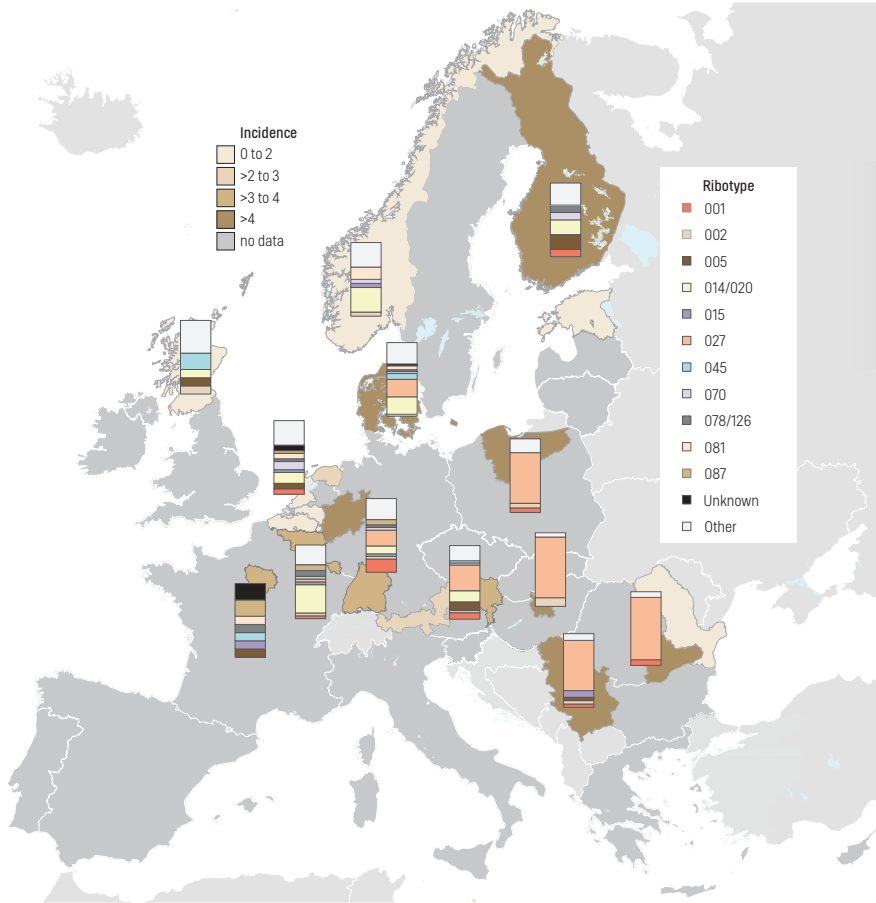 Incidence
0 to 2
>2 to 3
>3 to 4
>4
no data
Ribotype
001
002
005
014/020
015
027
045
070
078/126
081
087
Unknown
Other